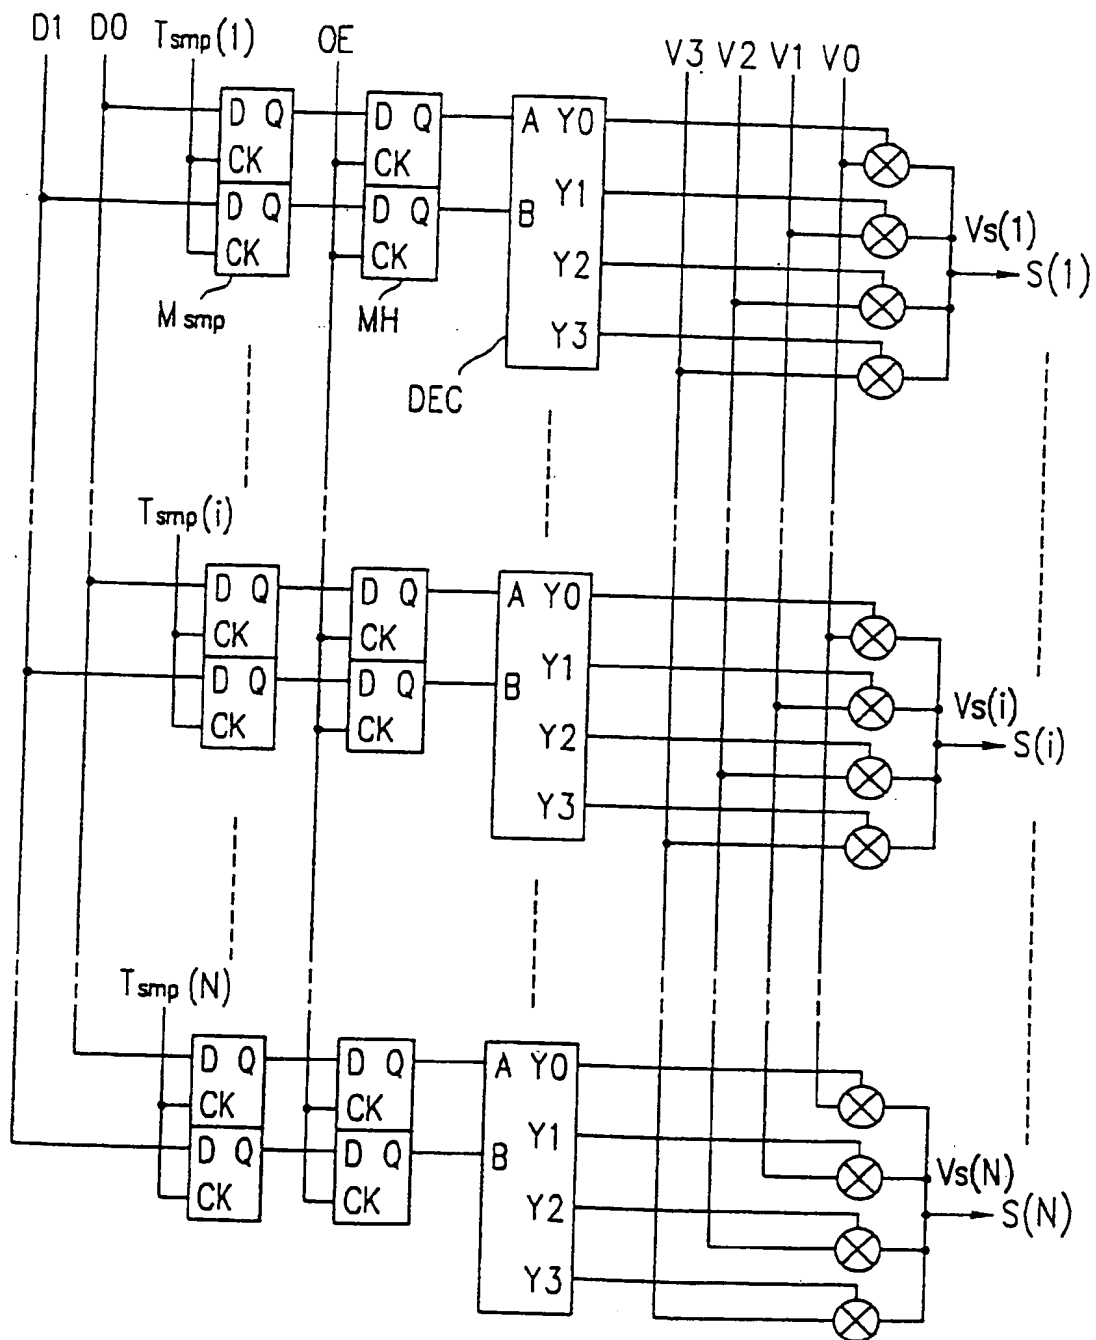 D1 D0 Tsmp(1) OE V3 V2 V1 V0
D Q D Q A Y0
CK CK
D Q D Q B Y1
CK CK
Vs(1)
Y2
S(1)
Msmp MH Y3
DEC
Tsmp(i)
D Q D Q A Y0
CK CK
D Q D Q B Y1
CK CK
Vs(i)
Y2
S(i)
Y3
Tsmp(N)
D Q D Q A Y0
CK CK
D Q D Q B Y1
CK CK
Vs(N)
Y2
S(N)
Y3